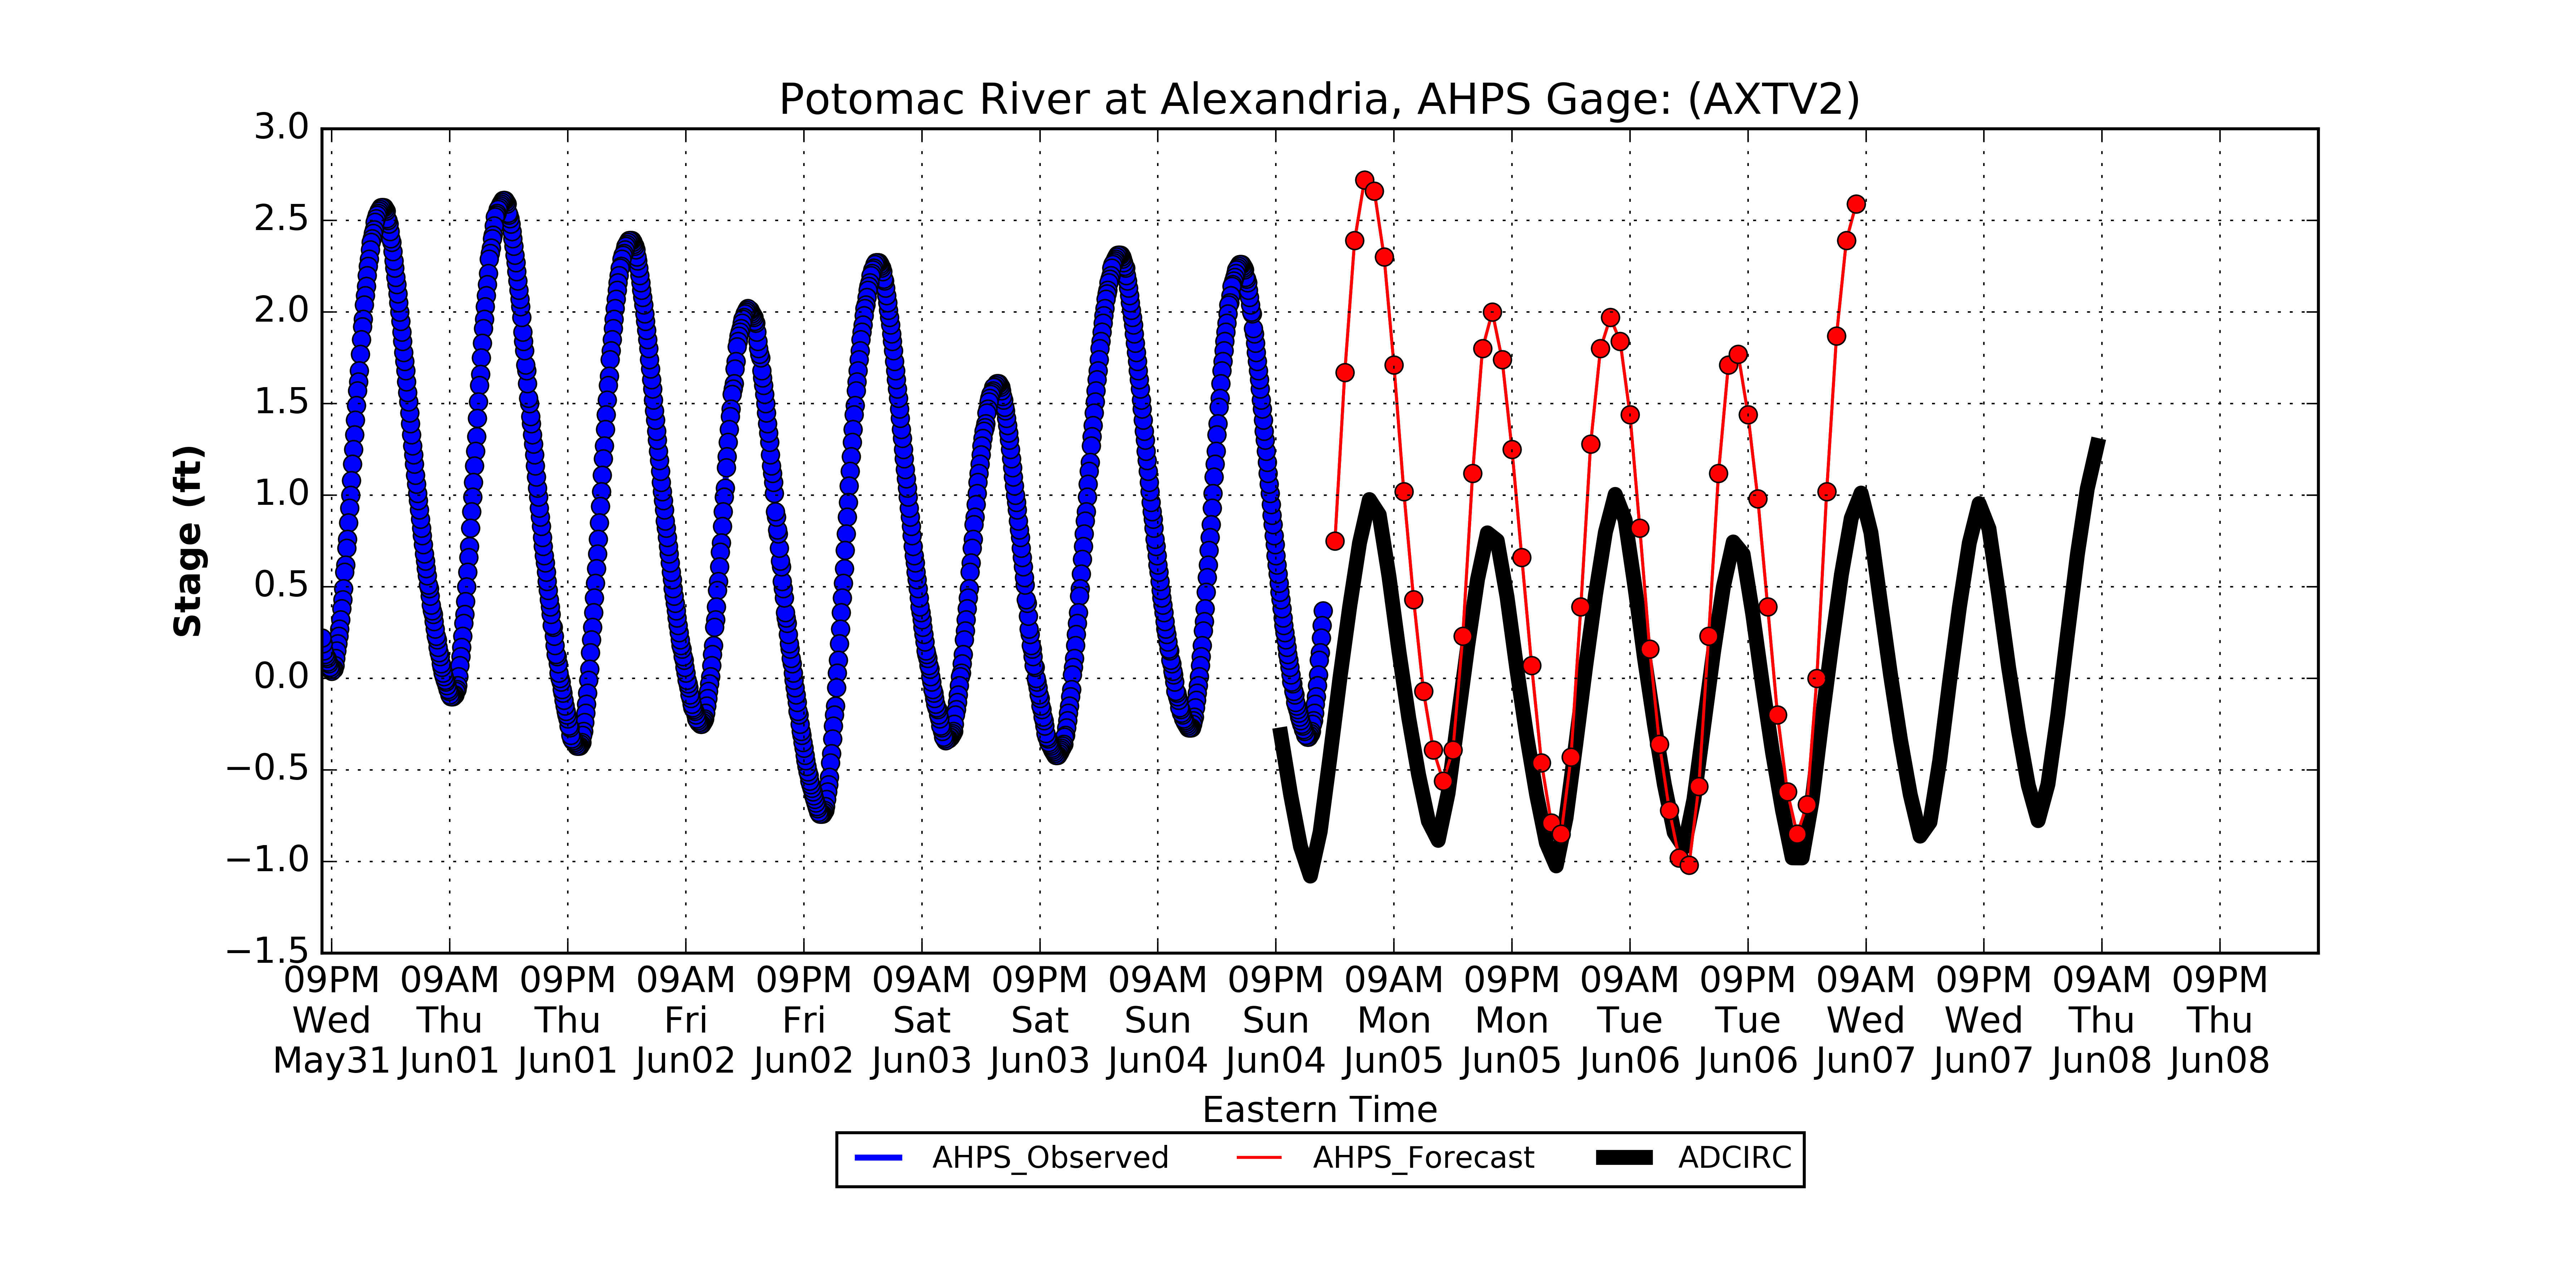 Potomac River at Alexandria, AHPS Gage: (AXTV2)
3.0
2.5
2.0
1.5
1.0
0.5
0.0
−0.5
−1.0
−1.5
Stage (ft)
09PM 09AM 09PM 09AM 09PM 09AM 09PM 09AM 09PM 09AM 09PM 09AM 09PM 09AM 09PM 09AM 09PM
Wed Thu Thu Fri Fri Sat Sat Sun Sun Mon Mon Tue Tue Wed Wed Thu Thu
May31 Jun01 Jun01 Jun02 Jun02 Jun03 Jun03 Jun04 Jun04 Jun05 Jun05 Jun06 Jun06 Jun07 Jun07 Jun08 Jun08
Eastern Time
AHPS_Observed AHPS_Forecast ADCIRC